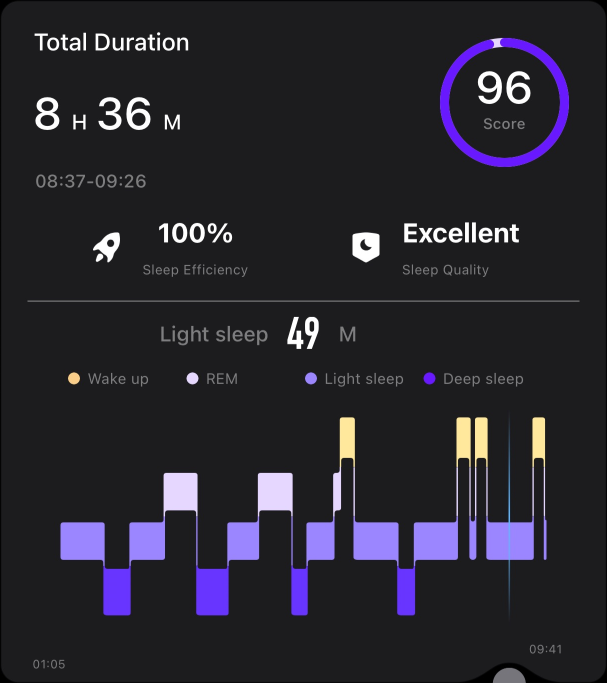 Total Duration
8 H 36 M
96
Score
08:37-09:26
100%
Sleep Efficiency
Excellent
Sleep Quality
Light sleep 49 M
Wake up REM Light sleep Deep sleep
09:41
01:05